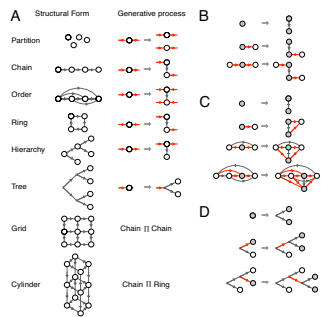 A
Structural Form
Generative process
Partition
Chain
Order
Ring
Hierarchy
Tree
Grid
Chain ∏ Chain
Cylinder
Chain ∏ Ring
B
C
D